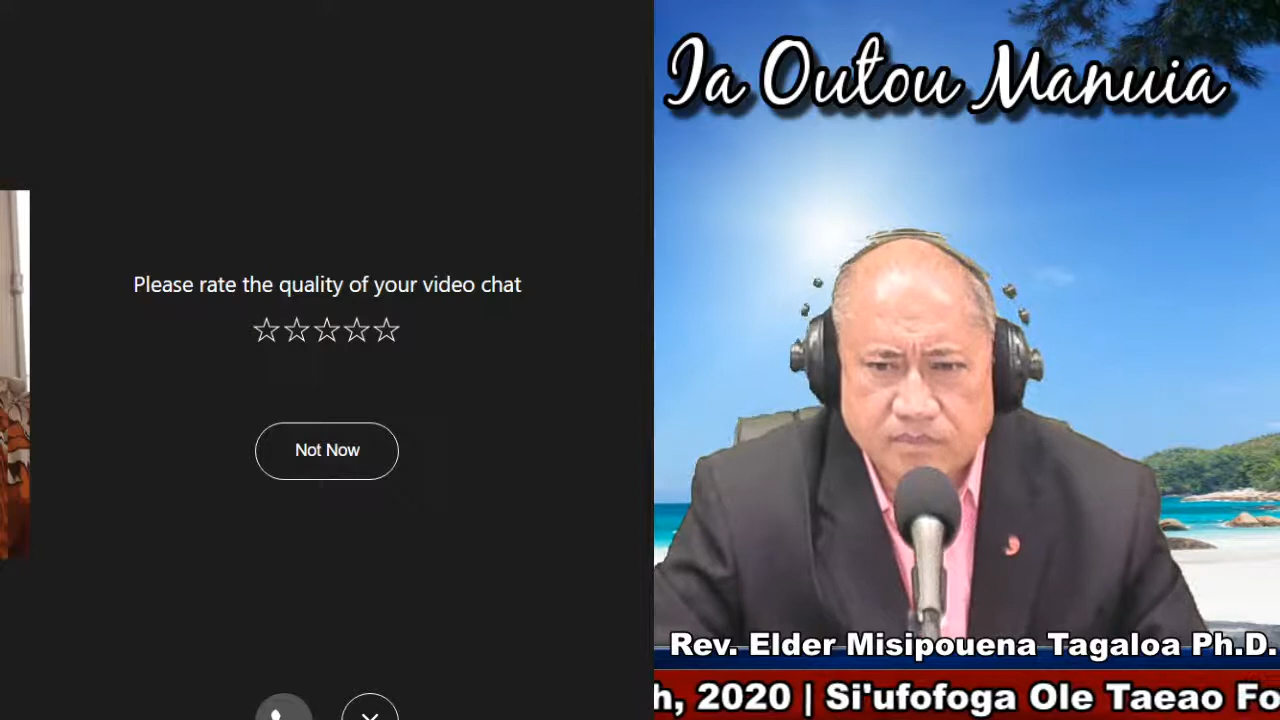 Please rate the quality of your video chat
Not Now
Ia Outou Manuia
Rev. Elder Misipouena Tagaloa Ph.D.
h, 2020 | Si'ufofoga Ole Taeao Fo